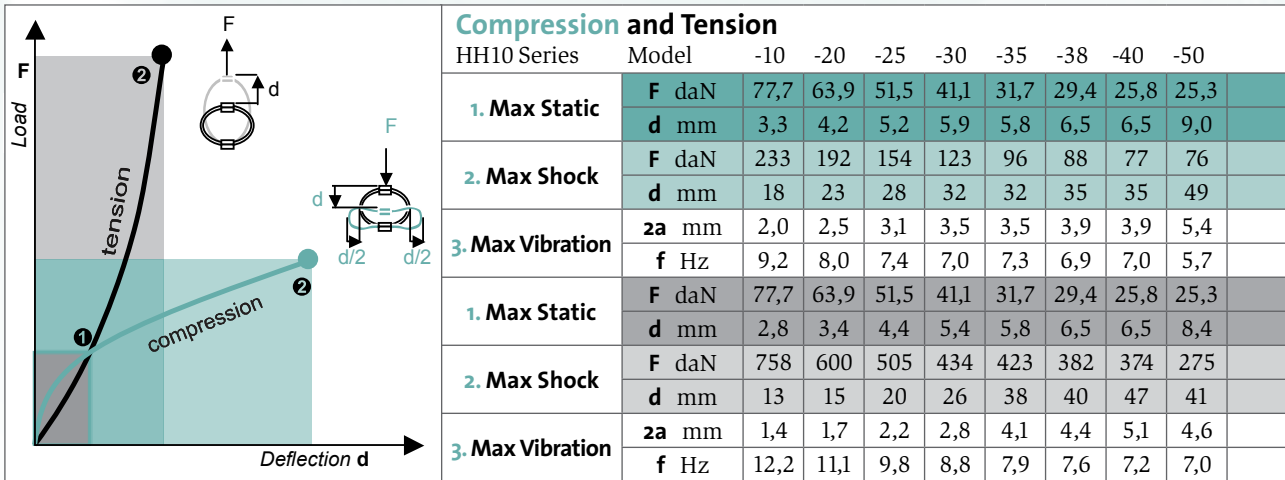 F
Load
Deflection d
tension
compression
❶
❷
❷
F
d
F
d
d/2 d/2
Compression and Tension
HH10 Series Model -10 -20 -25 -30 -35 -38 -40 -50
1. Max Static
F daN 77,7 63,9 51,5 41,1 31,7 29,4 25,8 25,3
d mm 3,3 4,2 5,2 5,9 5,8 6,5 6,5 9,0
2. Max Shock
F daN 233 192 154 123 96 88 77 76
d mm 18 23 28 32 32 35 35 49
3. Max Vibration
2a mm 2,0 2,5 3,1 3,5 3,5 3,9 3,9 5,4
f Hz 9,2 8,0 7,4 7,0 7,3 6,9 7,0 5,7
1. Max Static
F daN 77,7 63,9 51,5 41,1 31,7 29,4 25,8 25,3
d mm 2,8 3,4 4,4 5,4 5,8 6,5 6,5 8,4
2. Max Shock
F daN 758 600 505 434 423 382 374 275
d mm 13 15 20 26 38 40 47 41
3. Max Vibration
2a mm 1,4 1,7 2,2 2,8 4,1 4,4 5,1 4,6
f Hz 12,2 11,1 9,8 8,8 7,9 7,6 7,2 7,0